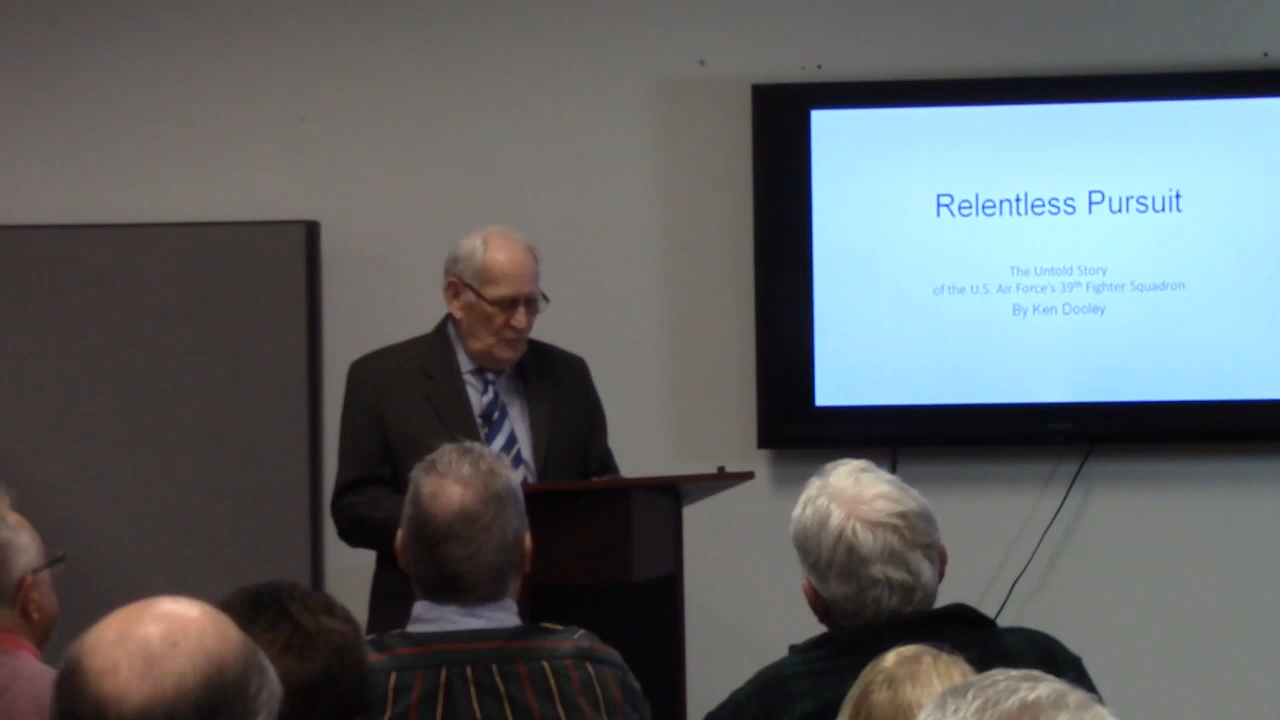 Relentless Pursuit
The Untold Story
of the U.S. Air Force's 39th Fighter Squadron
By Ken Dooley